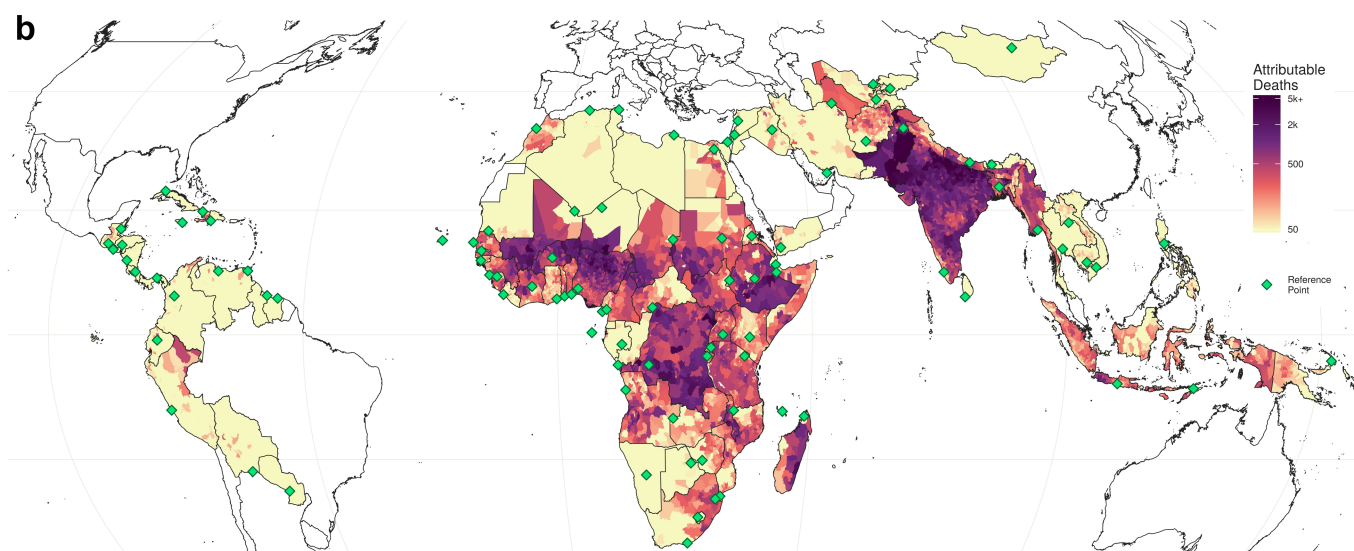 b
Attributable
Deaths
5k+
2k
500
50
Reference
Point